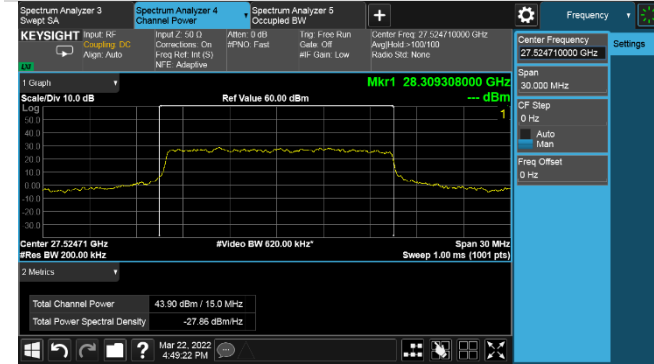 Spectrum Analyzer 3
Swept SA
Spectrum Analyzer 4
Channel Power
Spectrum Analyzer 5
Occupied BW
+
Frequency
KEYSIGHT
Input: RF
Coupling: DC
Align: Auto
Input Z: 50 Ω
Corrections: On
Freq Ref: Int (S)
NFE: Adaptive
Atten: 0 dB
#PNO: Fast
Trig: Free Run
Gate: Off
#IF Gain: Low
Center Freq: 27.524710000 GHz
Avg|Hold:>100/100
Radio Std: None
1 Graph
Mkr1 28.309308000 GHz
Scale/Div 10.0 dB
Ref Value 60.00 dBm
--- dBm
Log
1
50.0
40.0
30.0
20.0
10.0
0.00
-10.0
-20.0
-30.0
Center 27.52471 GHz
#Video BW 620.00 kHz*
Span 30 MHz
#Res BW 200.00 kHz
Sweep 1.00 ms (1001 pts)
2 Metrics
Total Channel Power
43.90 dBm / 15.0 MHz
Total Power Spectral Density
-27.86 dBm/Hz
Center Frequency
27.524710000 GHz
Settings
Span
30.000 MHz
CF Step
0 Hz
Auto
Man
Freq Offset
0 Hz
?
Mar 22, 2022
4:49:22 PM